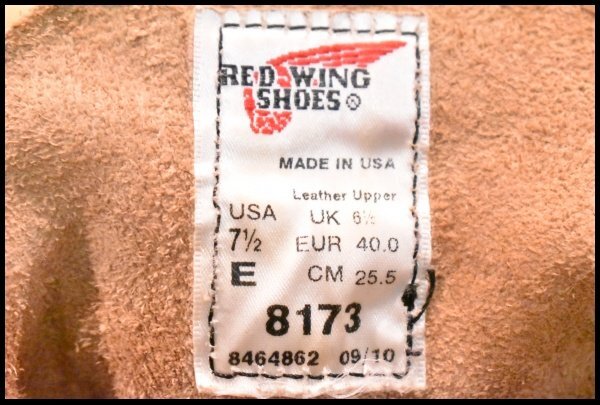 RED WING
SHOES®
MADE IN USA
Leather Upper
USA UK 6½
7½ EUR 40.0
E CM 25.5
8173
8464862 09/10